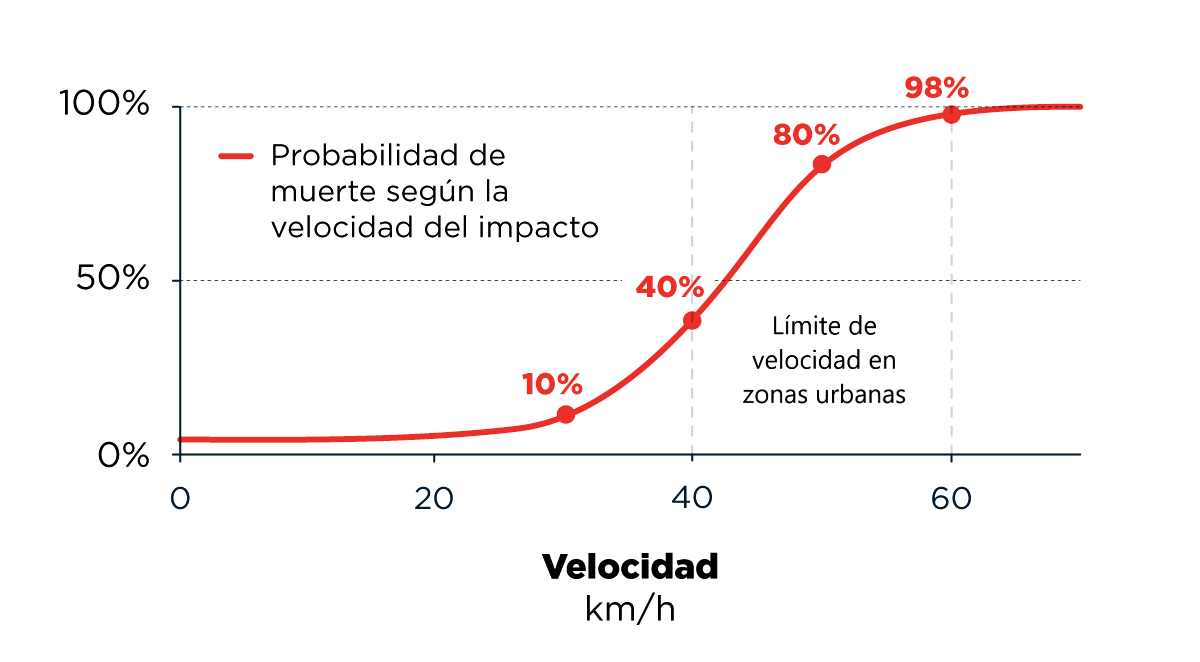 100%
98%
80%
Probabilidad de
muerte según la
velocidad del impacto
50%
40%
Límite de
velocidad en
zonas urbanas
10%
0%
0
20
40
60
Velocidad
km/h